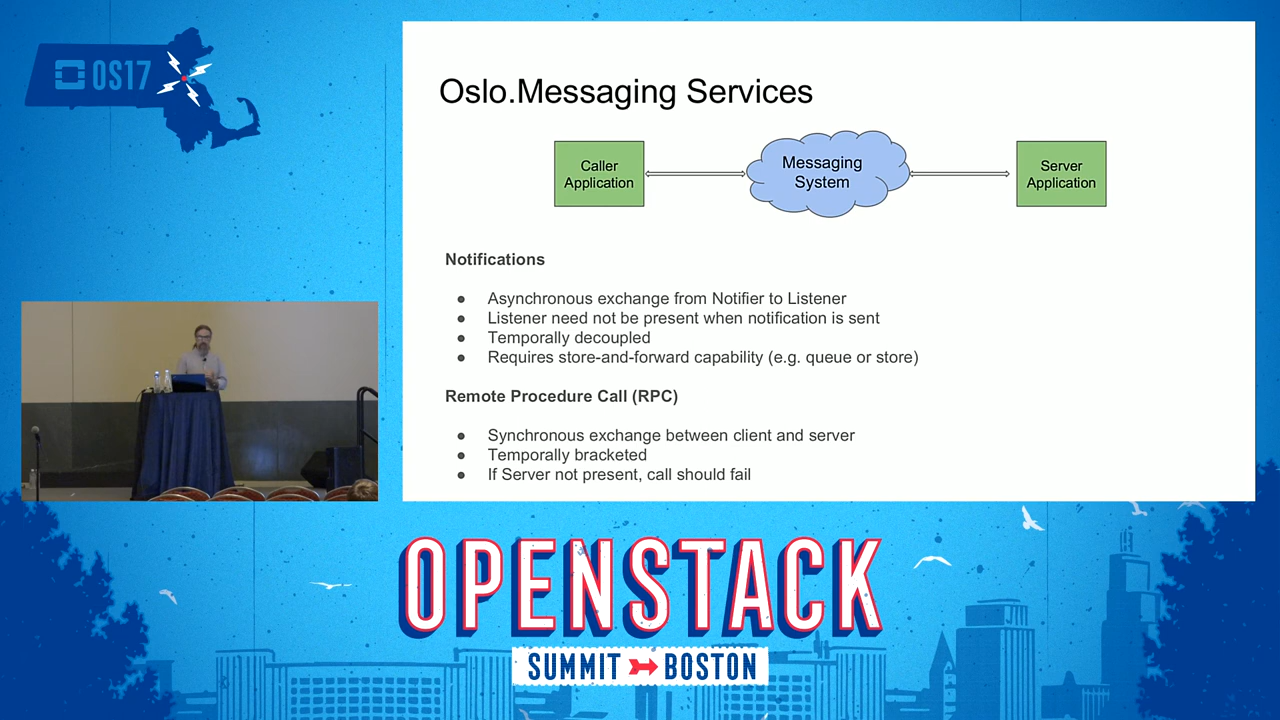 OS17
Oslo.Messaging Services
Caller
Application
Messaging
System
Server
Application
Notifications
● Asynchronous exchange from Notifier to Listener
● Listener need not be present when notification is sent
● Temporally decoupled
● Requires store-and-forward capability (e.g. queue or store)
Remote Procedure Call (RPC)
● Synchronous exchange between client and server
● Temporally bracketed
● If Server not present, call should fail
OPENSTACK
SUMMIT BOSTON